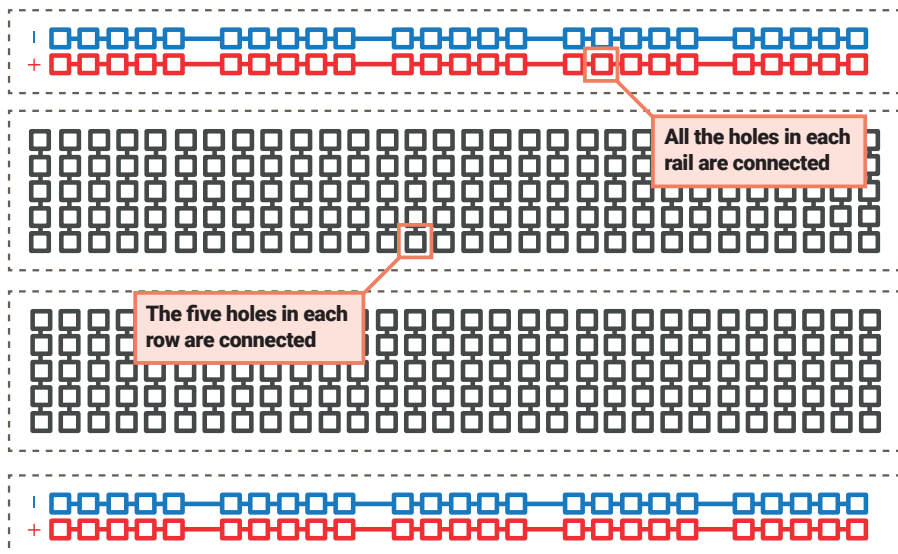 –
+
All the holes in each
rail are connected
The five holes in each
row are connected
–
+